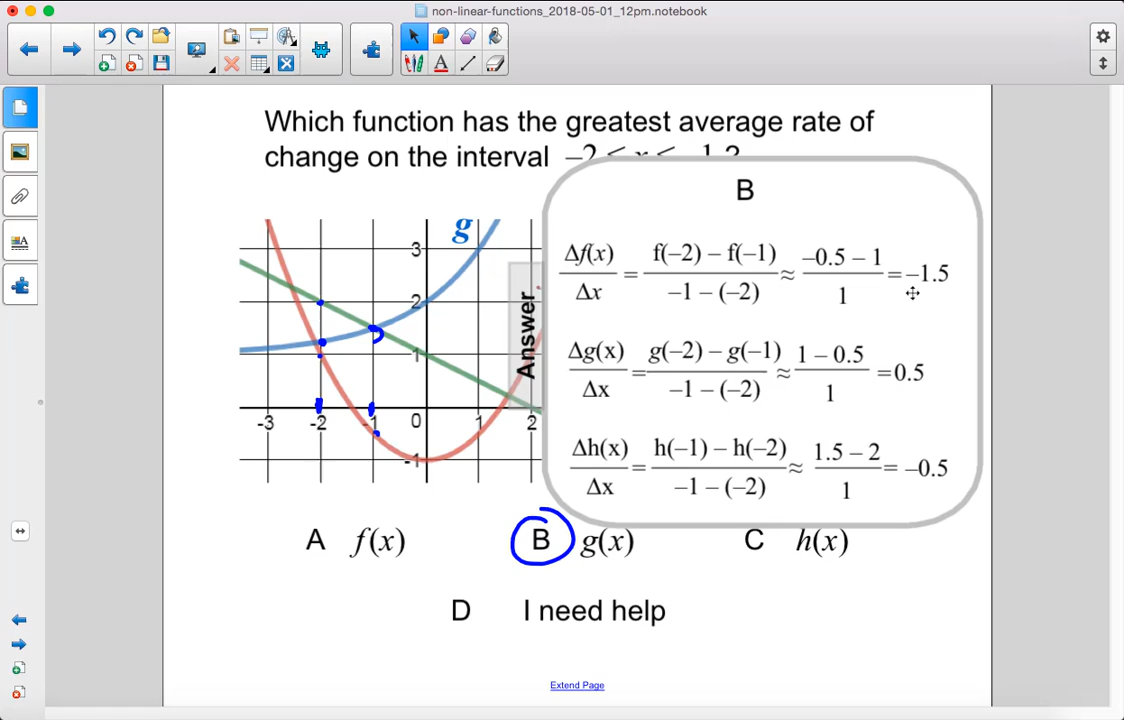 non-linear-functions_2018-05-01_12pm.notebook
Which function has the greatest average rate of
change on the interval −2 ≤ x ≤ −1 ?
B
Δf(x)/Δx = f(−2) − f(−1)/−1 − (−2) ≈ −0.5 − 1/1 = −1.5
Δg(x)/Δx = g(−2) − g(−1)/−1 − (−2) ≈ 1 − 0.5/1 = 0.5
Δh(x)/Δx = h(−1) − h(−2)/−1 − (−2) ≈ 1.5 − 2/1 = −0.5
g
Answer
3
2
1
-3 -2 -1 0 1 2
-1
A f(x) B g(x) C h(x)
D I need help
Extend Page